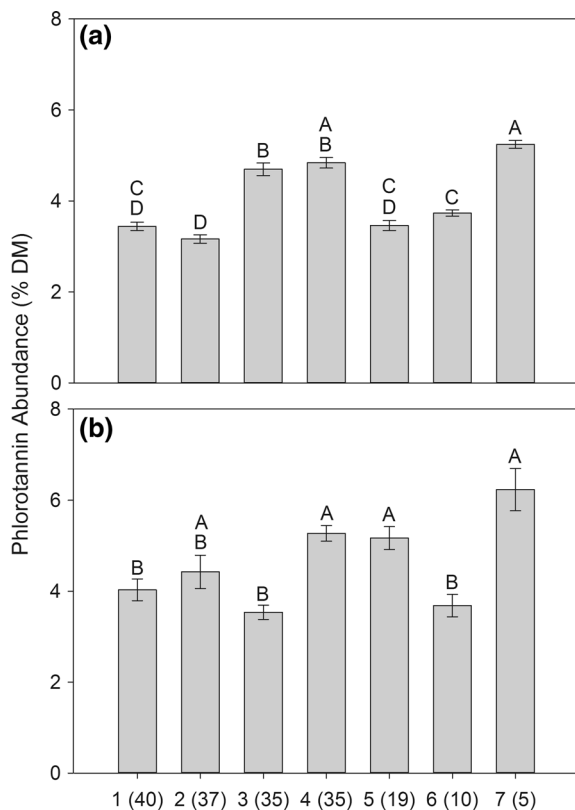 Phlorotannin Abundance (% DM)
8
(a)
6
4
2
0
C
D
D
B
A
B
C
D
C
A
8
(b)
6
4
2
0
B
A
B
B
A
A
B
A
1 (40) 2 (37) 3 (35) 4 (35) 5 (19) 6 (10) 7 (5)